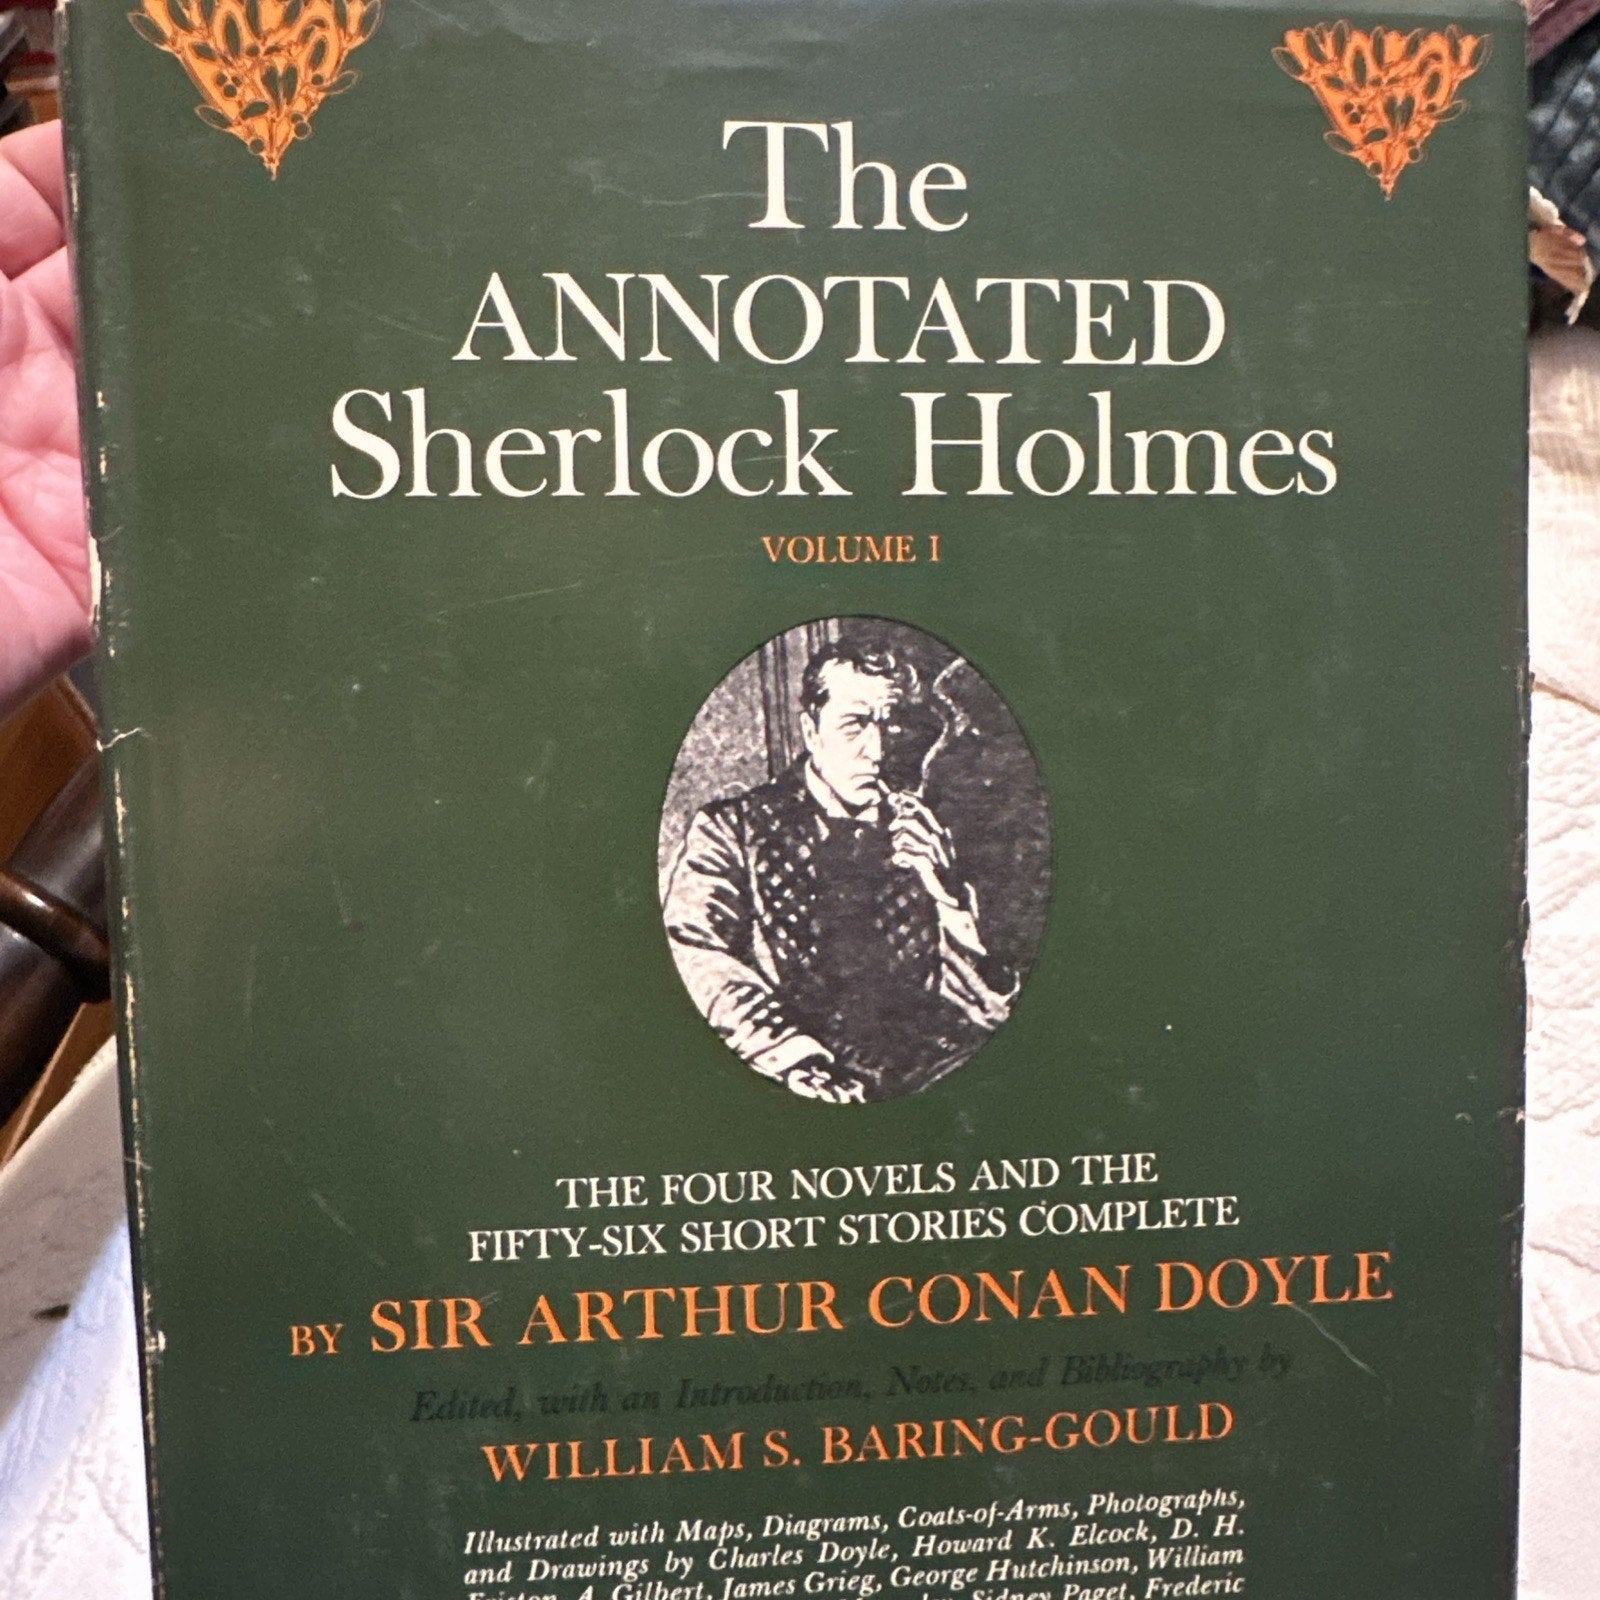 The
ANNOTATED
Sherlock Holmes
VOLUME I
THE FOUR NOVELS AND THE
FIFTY-SIX SHORT STORIES COMPLETE
BY SIR ARTHUR CONAN DOYLE
Edited, with an Introduction, Notes, and Bibliography by
WILLIAM S. BARING-GOULD
Illustrated with Maps, Diagrams, Coats-of-Arms, Photographs,
and Drawings by Charles Doyle, Howard K. Elcock, D. H.
Friston, A. Gilbert, James Grieg, George Hutchinson, William
Sidney Paget, Frederic